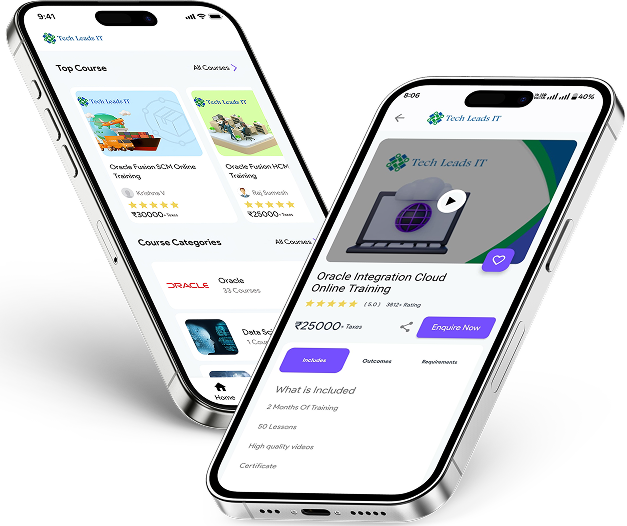 9:41
Tech Leads IT
Top Course
All Courses
Tech Leads IT
Tech Leads IT
Oracle Fusion SCM Online
Training
Oracle Fusion HCM
Training
Krishna V
Raj Sumesh
₹30000+ Taxes
₹25000+ Taxes
Course Categories
All Courses
ORACLE
Oracle
33 Courses
Data Sci
1 Cou
Home
8:06
40%
Tech Leads IT
Tech Leads IT
Oracle Integration Cloud
Online Training
( 5.0 ) 3812+ Rating
₹25000+ Taxes
Enquire Now
Includes
Outcomes
Requirements
What is Included
2 Months Of Training
50 Lessons
High quality videos
Certificate